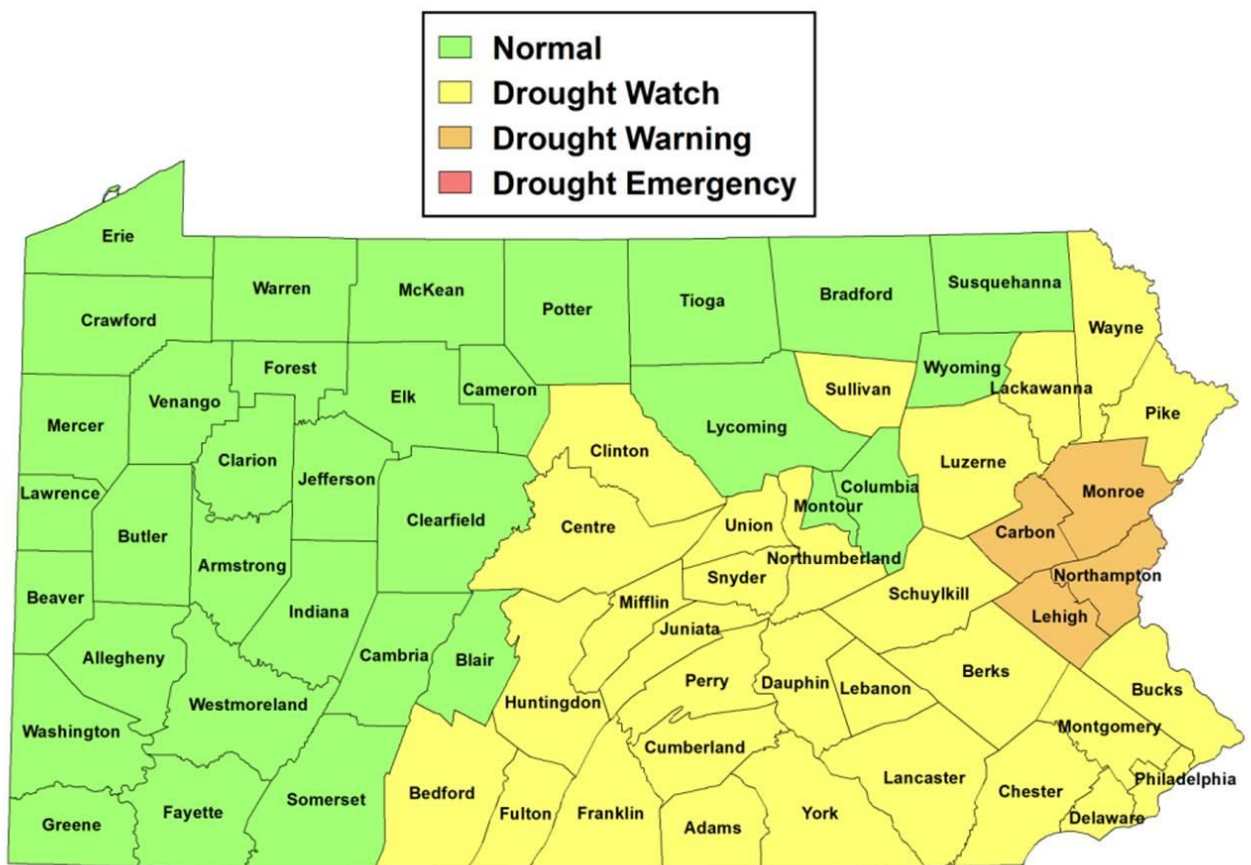 Normal
Drought Watch
Drought Warning
Drought Emergency
Erie
Warren
McKean
Potter
Tioga
Bradford
Susquehanna
Wayne
Crawford
Forest
Elk
Cameron
Sullivan
Wyoming
Lackawanna
Pike
Mercer
Venango
Clarion
Jefferson
Clinton
Lycoming
Columbia
Luzerne
Monroe
Lawrence
Butler
Armstrong
Clearfield
Centre
Union
Montour
Northumberland
Carbon
Northampton
Beaver
Indiana
Mifflin
Snyder
Juniata
Schuylkill
Lehigh
Allegheny
Westmoreland
Cambria
Blair
Huntingdon
Perry
Dauphin
Lebanon
Berks
Bucks
Washington
Cumberland
Lancaster
Montgomery
Philadelphia
Greene
Fayette
Somerset
Bedford
Fulton
Franklin
Adams
York
Chester
Delaware